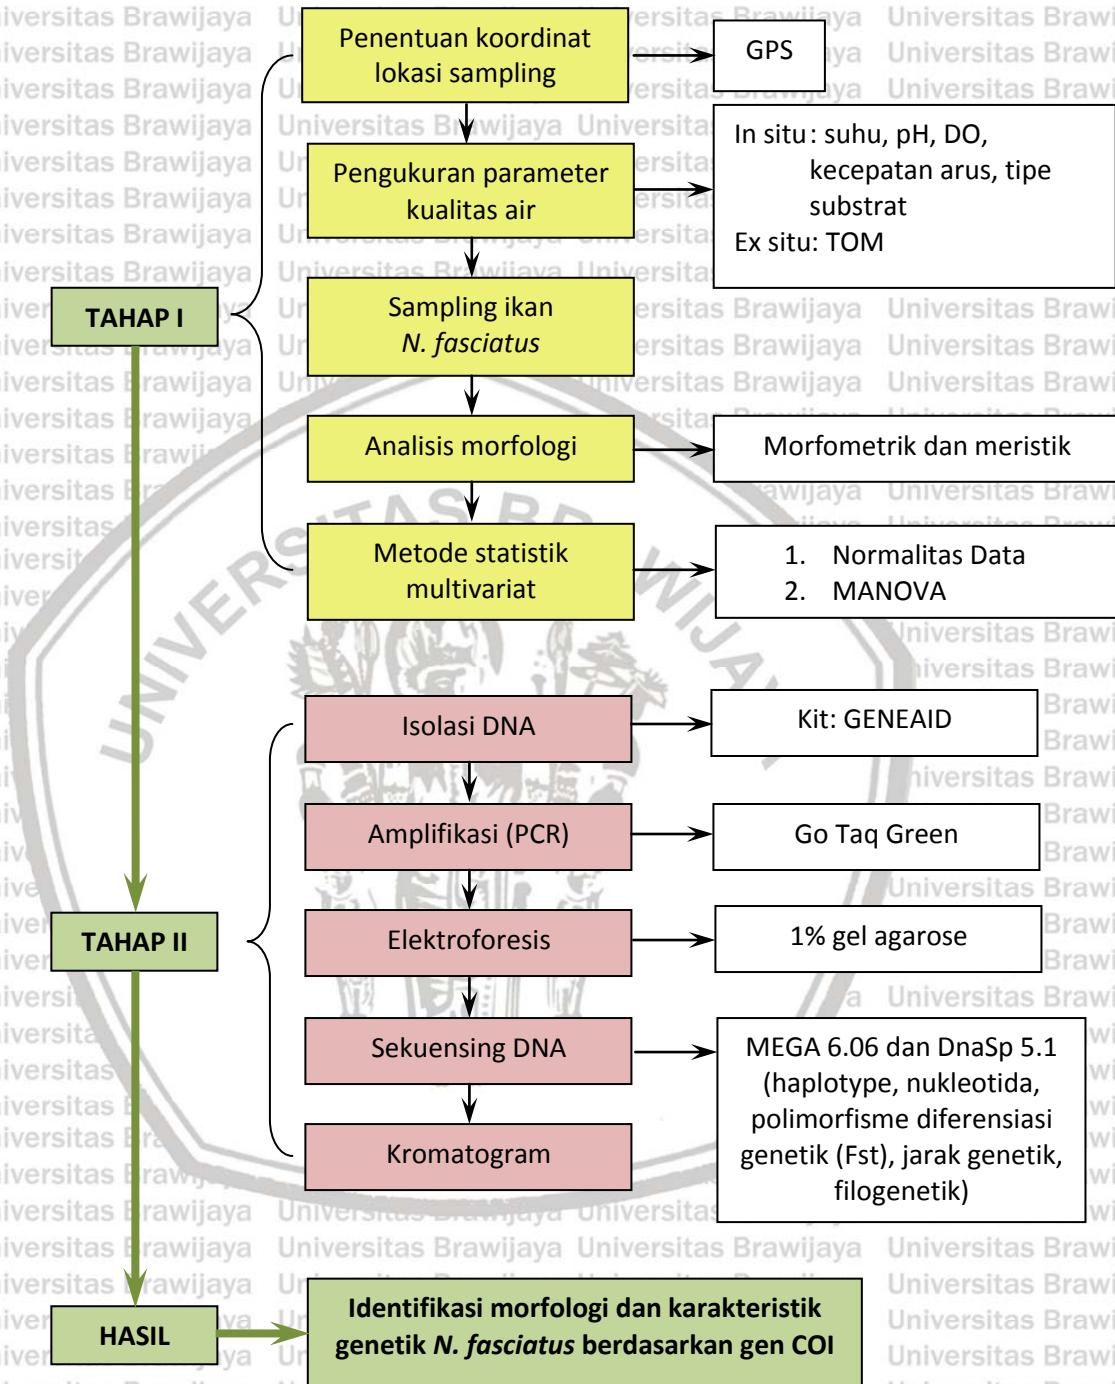 Penentuan koordinat
lokasi sampling
GPS
Pengukuran parameter
kualitas air
In situ : suhu, pH, DO,
kecepatan arus, tipe
substrat
Ex situ: TOM
TAHAP I
Sampling ikan
N. fasciatus
Analisis morfologi
Morfometrik dan meristik
Metode statistik
multivariat
1. Normalitas Data
2. MANOVA
Isolasi DNA
Kit: GENEAID
Amplifikasi (PCR)
Go Taq Green
TAHAP II
Elektroforesis
1% gel agarose
Sekuensing DNA
MEGA 6.06 dan DnaSp 5.1
(haplotype, nukleotida,
polimorfisme diferensiasi
genetik (Fst), jarak genetik,
filogenetik)
Kromatogram
HASIL
Identifikasi morfologi dan karakteristik
genetik N. fasciatus berdasarkan gen COI
Universitas Brawijaya
UNIVERSITAS BRAWIJAYA